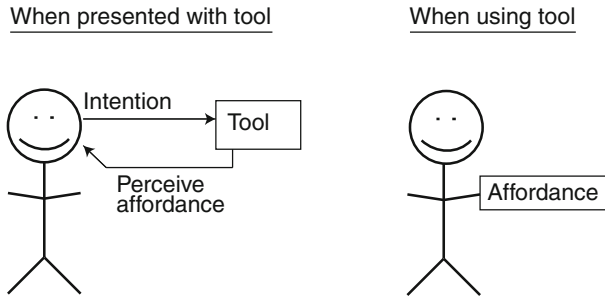 When presented with tool
When using tool
Intention
Tool
Perceive
affordance
Affordance